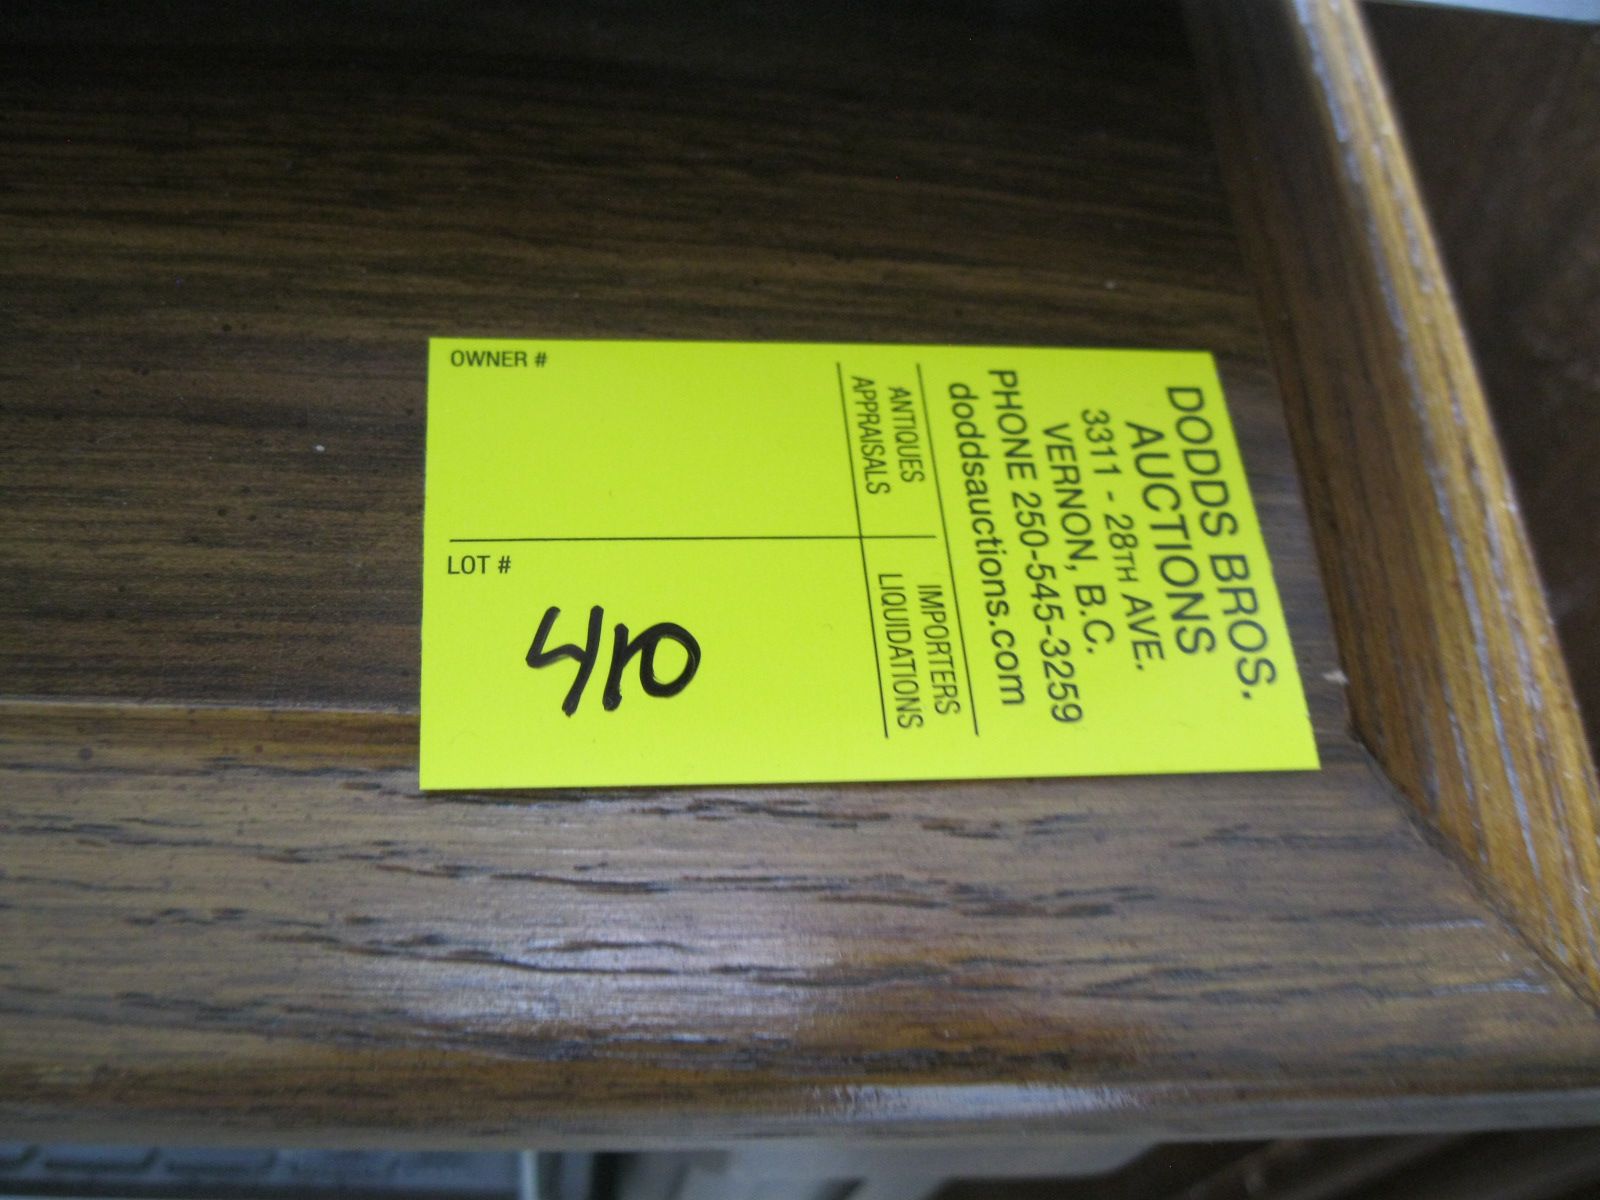 DODDS BROS.
AUCTIONS
3311 - 28TH AVE.
VERNON, B.C.
PHONE 250-545-3259
doddsauctions.com
ANTIQUES IMPORTERS
APPRAISALS LIQUIDATIONS
OWNER #
LOT #
410